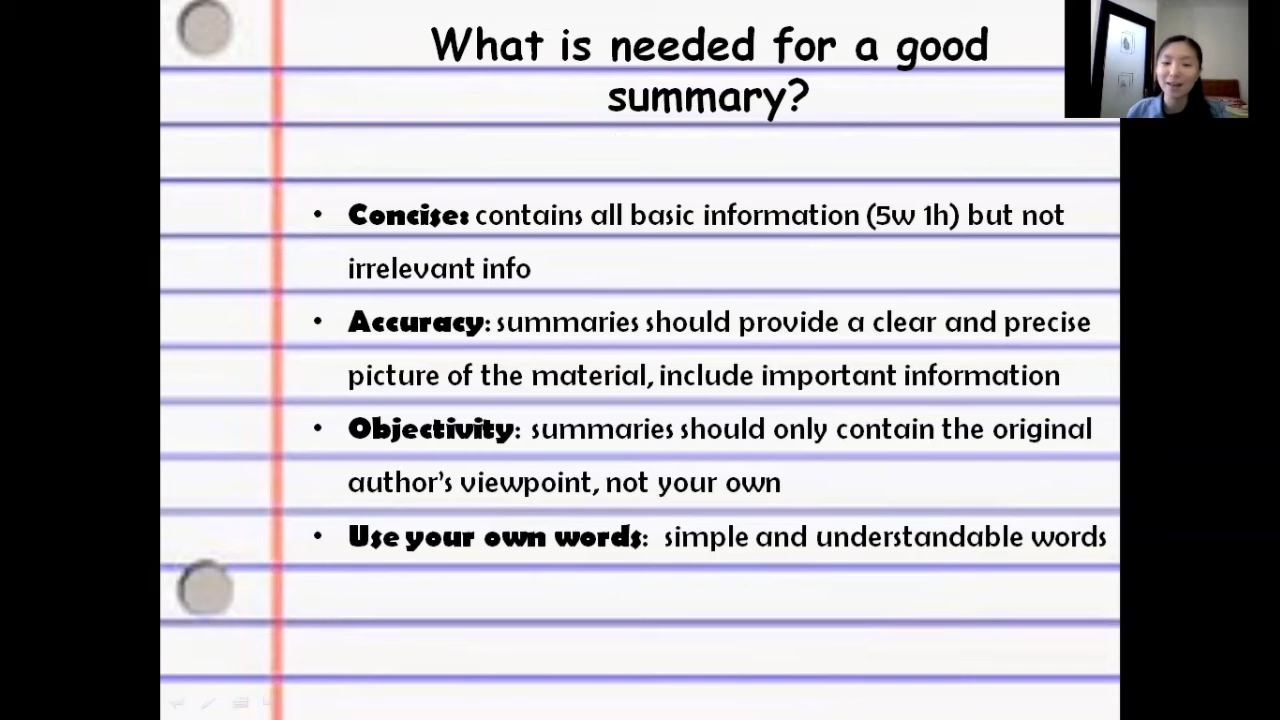 What is needed for a good
summary?
• Concise: contains all basic information (5w 1h) but not
irrelevant info
• Accuracy: summaries should provide a clear and precise
picture of the material, include important information
• Objectivity: summaries should only contain the original
author's viewpoint, not your own
• Use your own words: simple and understandable words